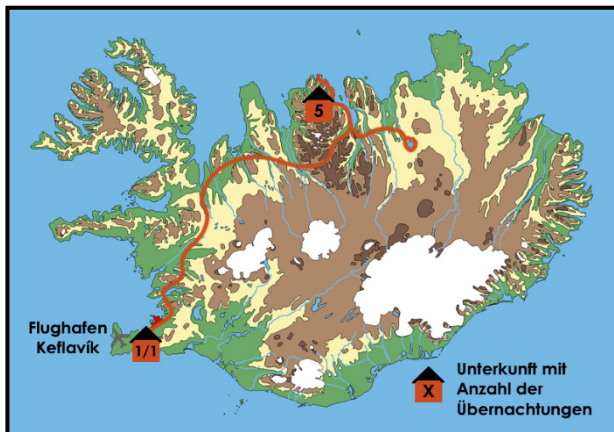 5
Flughafen
Keflavík
1/1
X
Unterkunft mit
Anzahl der
Übernachtungen